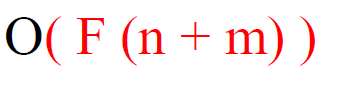 O( F (n + m) )